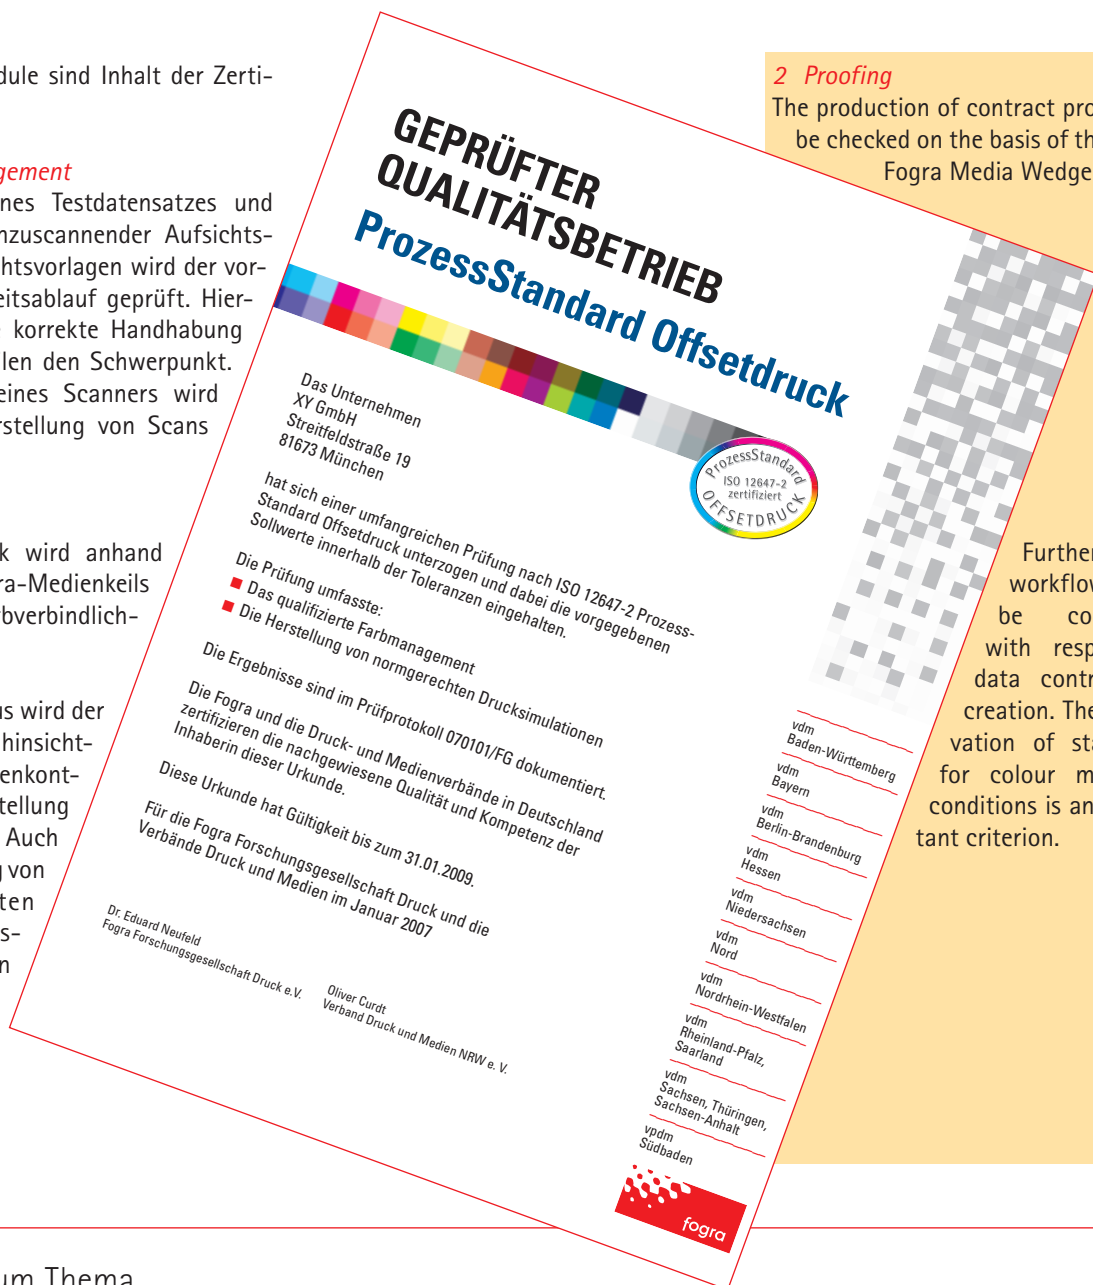 dule sind Inhalt der Zerti-
gement
nes Testdatensatzes und
nzuscannender Aufsichts-
htsvorlagen wird der vor-
eitsablauf geprüft. Hier-
korrekte Handhabung
len den Schwerpunkt.
eines Scanners wird
rstellung von Scans
k wird anhand
ra-Medienkeils
bverbindlich-
us wird der
hinsicht-
enkont-
tellung
Auch
g von
ten
s-
n
GEPRÜFTER
QUALITÄTSBETRIEB
ProzessStandard Offsetdruck
ProzessStandard
ISO 12647-2
zertifiziert
OFFSETDRUCK
Das Unternehmen
XY GmbH
Streitfeldstraße 19
81673 München
hat sich einer umfangreichen Prüfung nach ISO 12647-2 Prozess-
Standard Offsetdruck unterzogen und dabei die vorgegebenen
Sollwerte innerhalb der Toleranzen eingehalten.
Die Prüfung umfasste:
■ Das qualifizierte Farbmanagement
■ Die Herstellung von normgerechten Drucksimulationen
Die Ergebnisse sind im Prüfprotokoll 070101/FG dokumentiert.
Die Fogra und die Druck- und Medienverbände in Deutschland
zertifizieren die nachgewiesene Qualität und Kompetenz der
Inhaberin dieser Urkunde.
Diese Urkunde hat Gültigkeit bis zum 31.01.2009.
Für die Fogra Forschungsgesellschaft Druck und die
Verbände Druck und Medien im Januar 2007
Dr. Eduard Neufeld
Fogra Forschungsgesellschaft Druck e.V.
Oliver Curdt
Verband Druck und Medien NRW e. V.
vdm
Baden-Württemberg
vdm
Bayern
vdm
Berlin-Brandenburg
vdm
Hessen
vdm
Niedersachsen
vdm
Nord
vdm
Nordrhein-Westfalen
vdm
Rheinland-Pfalz,
Saarland
vdm
Sachsen, Thüringen,
Sachsen-Anhalt
vpdm
Südbaden
fogra
2 Proofing
The production of contract pro
be checked on the basis of th
Fogra Media Wedge
Further
workflow
be co
with resp
data contr
creation. The
vation of sta
for colour m
conditions is an
tant criterion.
um Thema